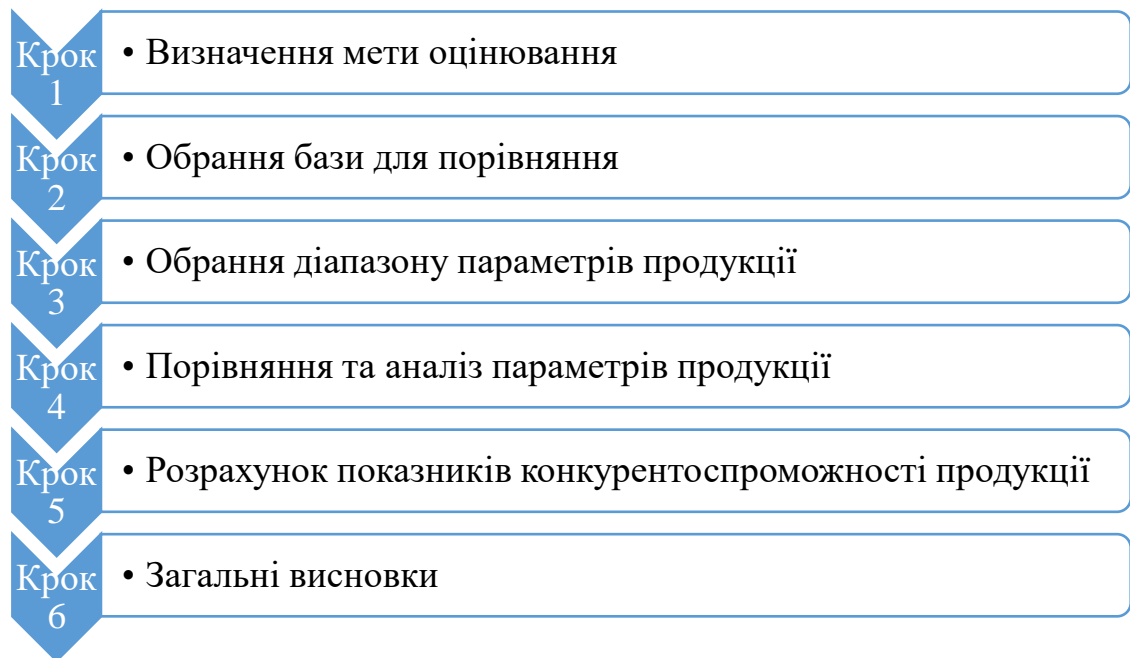 Крок
1
• Визначення мети оцінювання
Крок
2
• Обрання бази для порівняння
Крок
3
• Обрання діапазону параметрів продукції
Крок
4
• Порівняння та аналіз параметрів продукції
Крок
5
• Розрахунок показників конкурентоспроможності продукції
Крок
6
• Загальні висновки